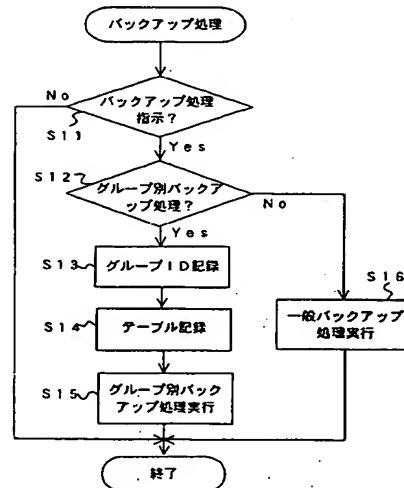 バックアップ処理
No
バックアップ処理
指示?
S11
Yes
S12
グループ別バックア
ップ処理?
No
Yes
S13
グループID記録
S16
一般バックアップ
処理実行
S14
テーブル記録
S15
グループ別バック
アップ処理実行
終了